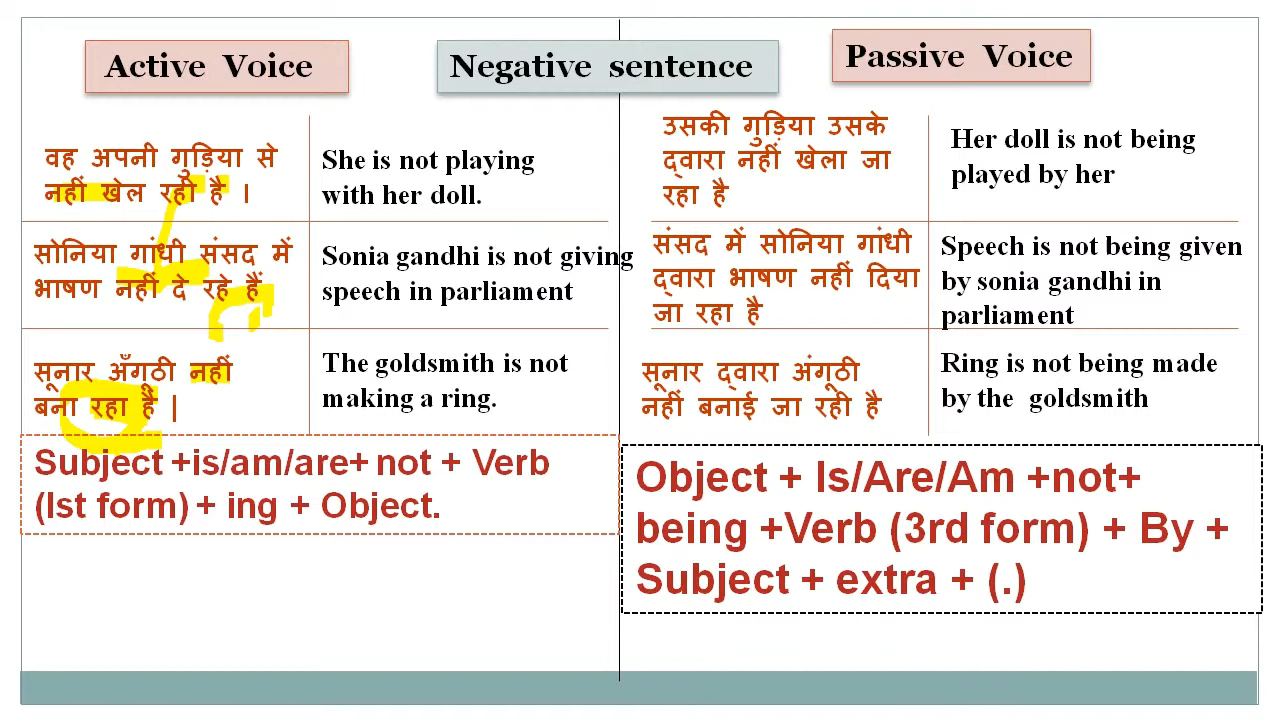 Active Voice
Negative sentence
Passive Voice
वह अपनी गुड़िया से
नहीं खेल रही है ।
She is not playing
with her doll.
उसकी गुड़िया उसके
द्वारा नहीं खेला जा
रहा है
Her doll is not being
played by her
सोनिया गांधी संसद में
भाषण नहीं दे रहे हैं
Sonia gandhi is not giving
speech in parliament
संसद में सोनिया गांधी
द्वारा भाषण नहीं दिया
जा रहा है
Speech is not being given
by sonia gandhi in
parliament
सूनार अँगूठी नहीं
बना रहा है |
The goldsmith is not
making a ring.
सूनार द्वारा अंगूठी
नहीं बनाई जा रही है
Ring is not being made
by the goldsmith
Subject +is/am/are+ not + Verb
(Ist form) + ing + Object.
Object + Is/Are/Am +not+
being +Verb (3rd form) + By +
Subject + extra + (.)